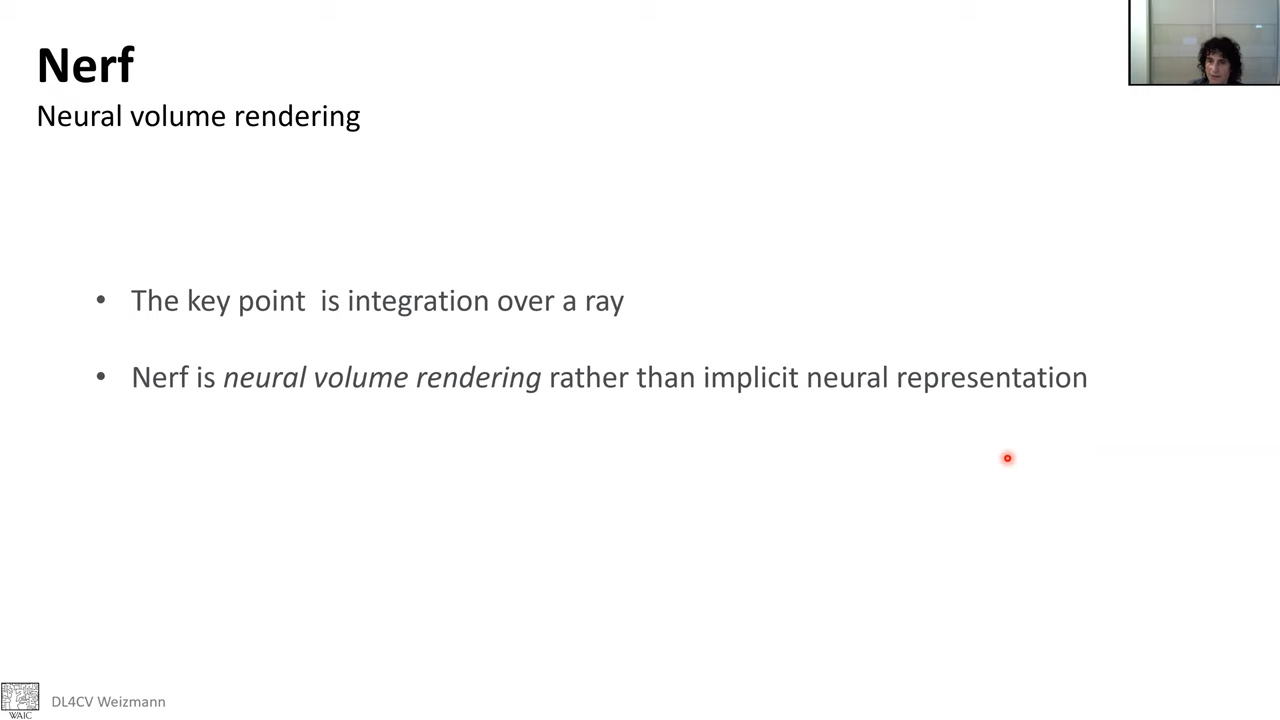 Nerf
Neural volume rendering
• The key point  is integration over a ray
• Nerf is neural volume rendering rather than implicit neural representation
WAIC
DL4CV Weizmann